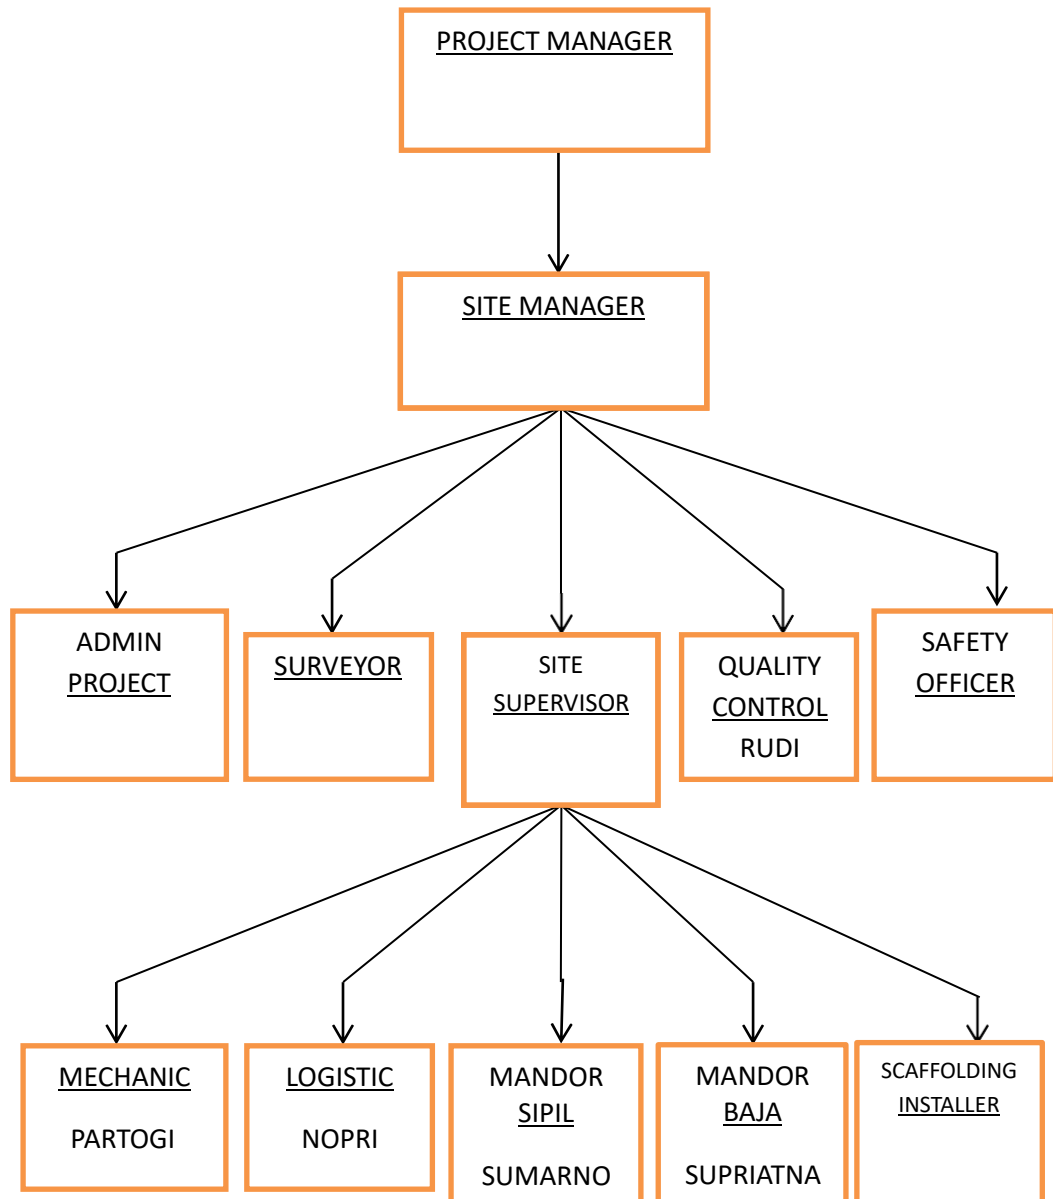 PROJECT MANAGER
SITE MANAGER
ADMIN
PROJECT
SURVEYOR
SITE
SUPERVISOR
QUALITY
CONTROL
RUDI
SAFETY
OFFICER
MECHANIC
PARTOGI
LOGISTIC
NOPRI
MANDOR
SIPIL
SUMARNO
MANDOR
BAJA
SUPRIATNA
SCAFFOLDING
INSTALLER